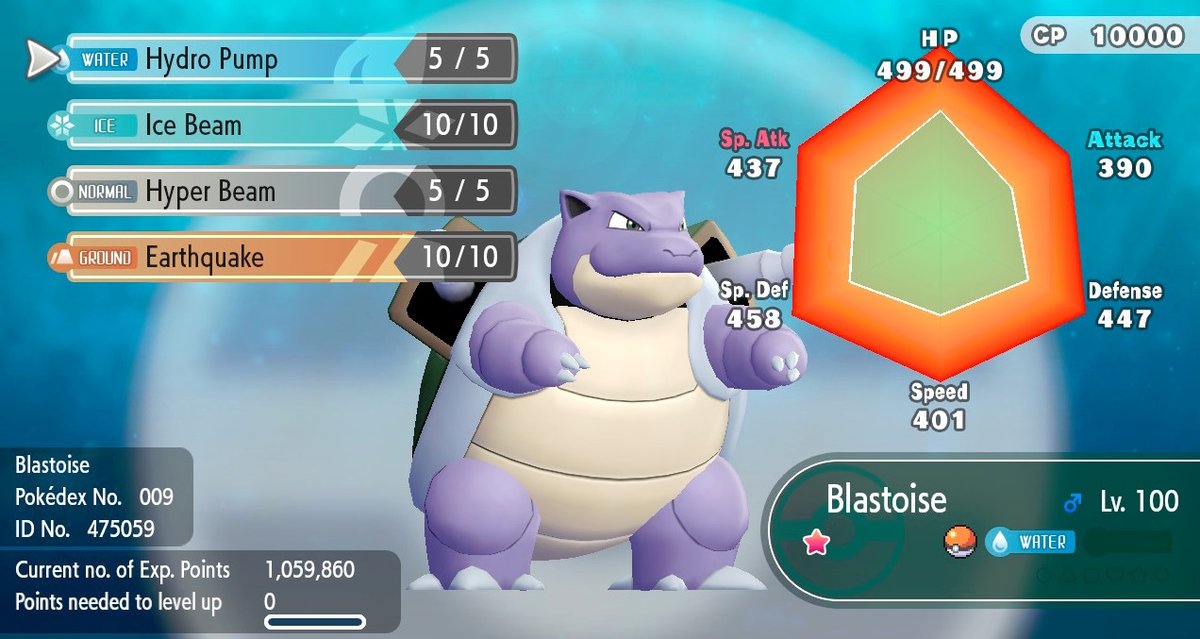 WATER Hydro Pump 5 / 5
ICE Ice Beam 10/10
NORMAL Hyper Beam 5 / 5
GROUND Earthquake 10/10
CP 10000
HP
499/499
Sp. Atk
437
Attack
390
Sp. Def
458
Defense
447
Speed
401
Blastoise
Pokédex No. 009
ID No. 475059
Current no. of Exp. Points 1,059,860
Points needed to level up 0
Blastoise ♂ Lv. 100
WATER